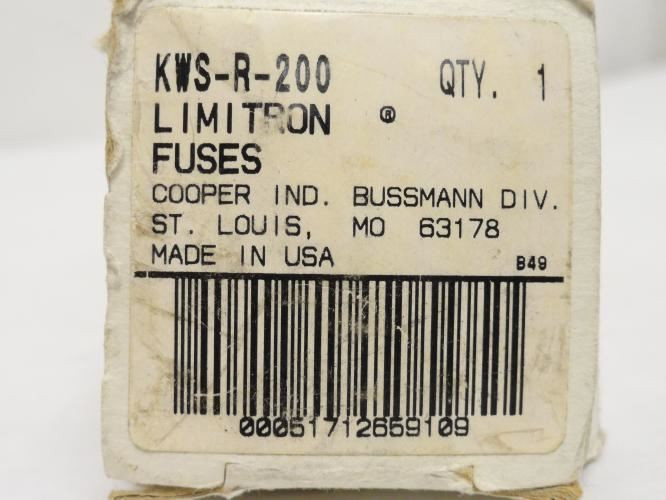 KWS-R-200 QTY. 1
LIMITRON ®
FUSES
COOPER IND. BUSSMANN DIV.
ST. LOUIS, MO 63178
MADE IN USA B49
00051712659109